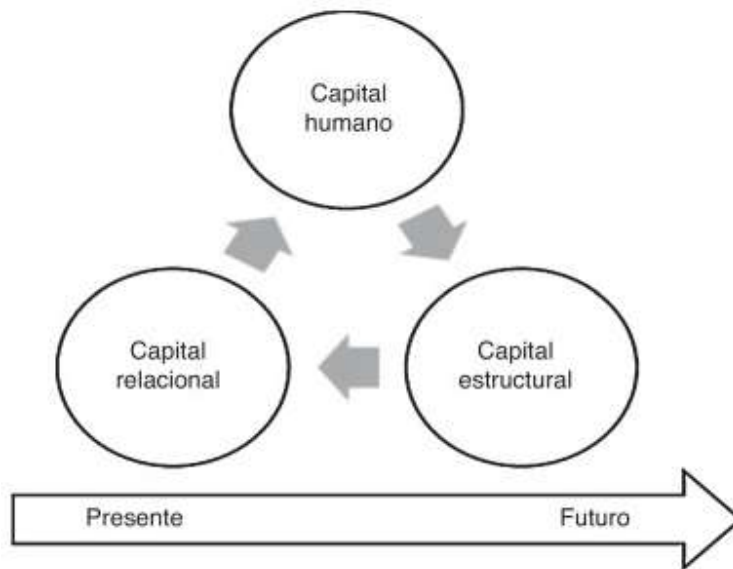 Capital
humano
Capital
relacional
Capital
estructural
Presente
Futuro